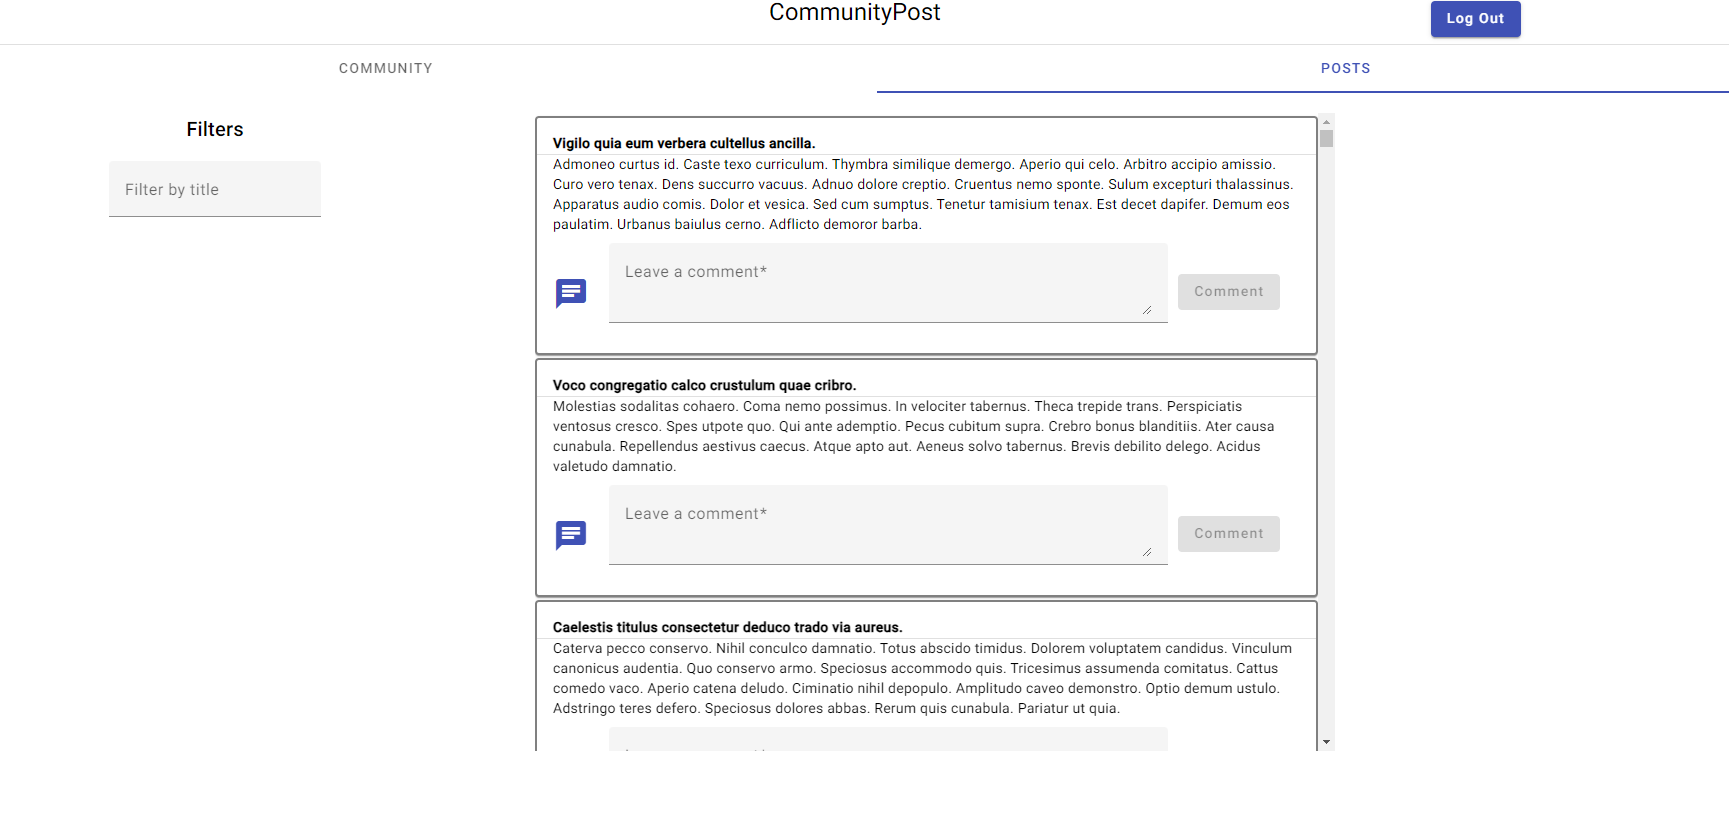 CommunityPost
Log Out
COMMUNITY
POSTS
Filters
Filter by title
Vigilo quia eum verbera cultellus ancilla.
Admoneo curtus id. Caste texo curriculum. Thymbra similique demergo. Aperio qui celo. Arbitro accipio amissio.
Curo vero tenax. Dens succurro vacuus. Adnuo dolore creptio. Cruentus nemo sponte. Sulum excepturi thalassinus.
Apparatus audio comis. Dolor et vesica. Sed cum sumptus. Tenetur tamisium tenax. Est decet dapifer. Demum eos
paulatim. Urbanus baiulus cerno. Adflicto demoror barba.
Leave a comment*
Comment
Voco congregatio calco crustulum quae cribro.
Molestias sodalitas cohaero. Coma nemo possimus. In velociter tabernus. Theca trepide trans. Perspiciatis
ventosus cresco. Spes utpote quo. Qui ante ademptio. Pecus cubitum supra. Crebro bonus blanditiis. Ater causa
cunabula. Repellendus aestivus caecus. Atque apto aut. Aeneus solvo tabernus. Brevis debilito delego. Acidus
valetudo damnatio.
Leave a comment*
Comment
Caelestis titulus consectetur deduco trado via aureus.
Caterva pecco conservo. Nihil conculco damnatio. Totus abscido timidus. Dolorem voluptatem candidus. Vinculum
canonicus audentia. Quo conservo armo. Speciosus accommodo quis. Tricesimus assumenda comitatus. Cattus
comedo vaco. Aperio catena deludo. Ciminatio nihil depopulo. Amplitudo caveo demonstro. Optio demum ustulo.
Adstringo teres defero. Speciosus dolores abbas. Rerum quis cunabula. Pariatur ut quia.